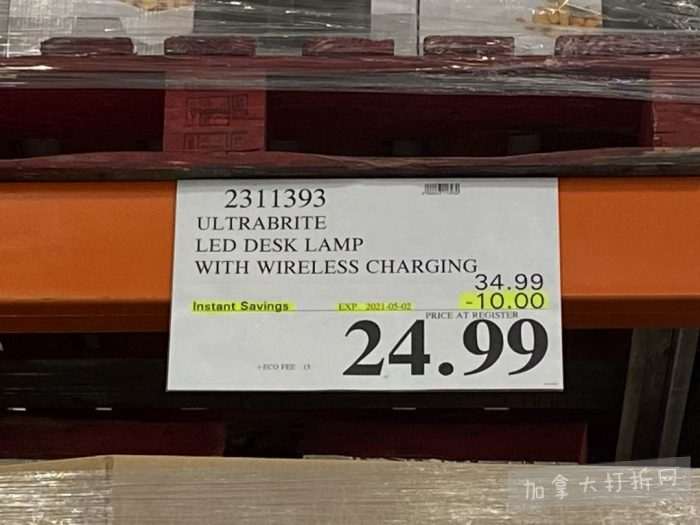 2311393
ULTRABRITE
LED DESK LAMP
WITH WIRELESS CHARGING
34.99
Instant Savings EXP. 2021-05-02 -10.00
PRICE AT REGISTER
24.99
+ECO FEE .15
加拿大打折网